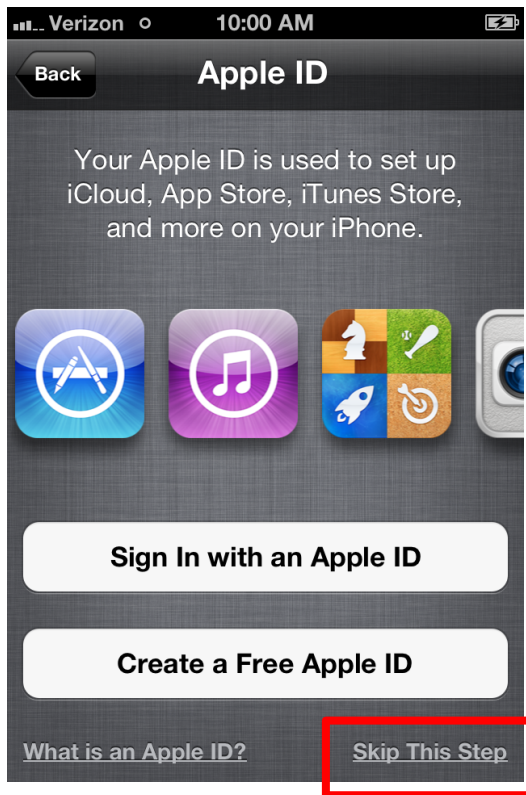 Verizon 10:00 AM
Back Apple ID
Your Apple ID is used to set up
iCloud, App Store, iTunes Store,
and more on your iPhone.
Sign In with an Apple ID
Create a Free Apple ID
What is an Apple ID? Skip This Step